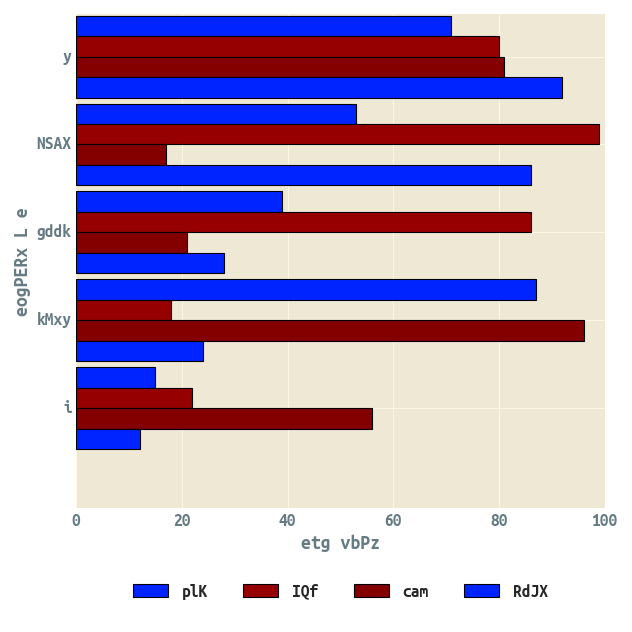 y
NSAX
gddk
kMxy
i
eogPERx L e
0 20 40 60 80 100
etg vbPz
plK IQf cam RdJX